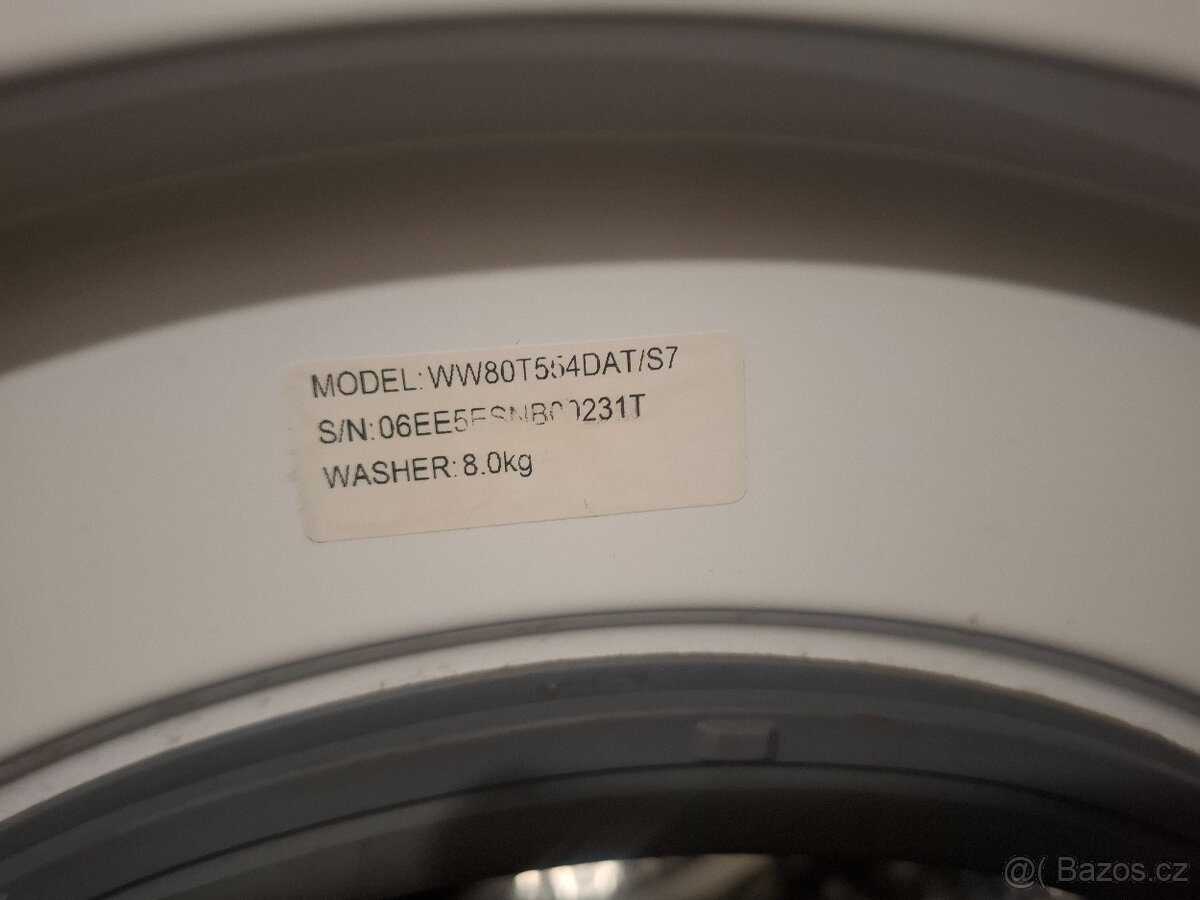 MODEL: WW80T554DAT/S7
S/N:
WASHER: 8.0kg
@( Bazos.cz